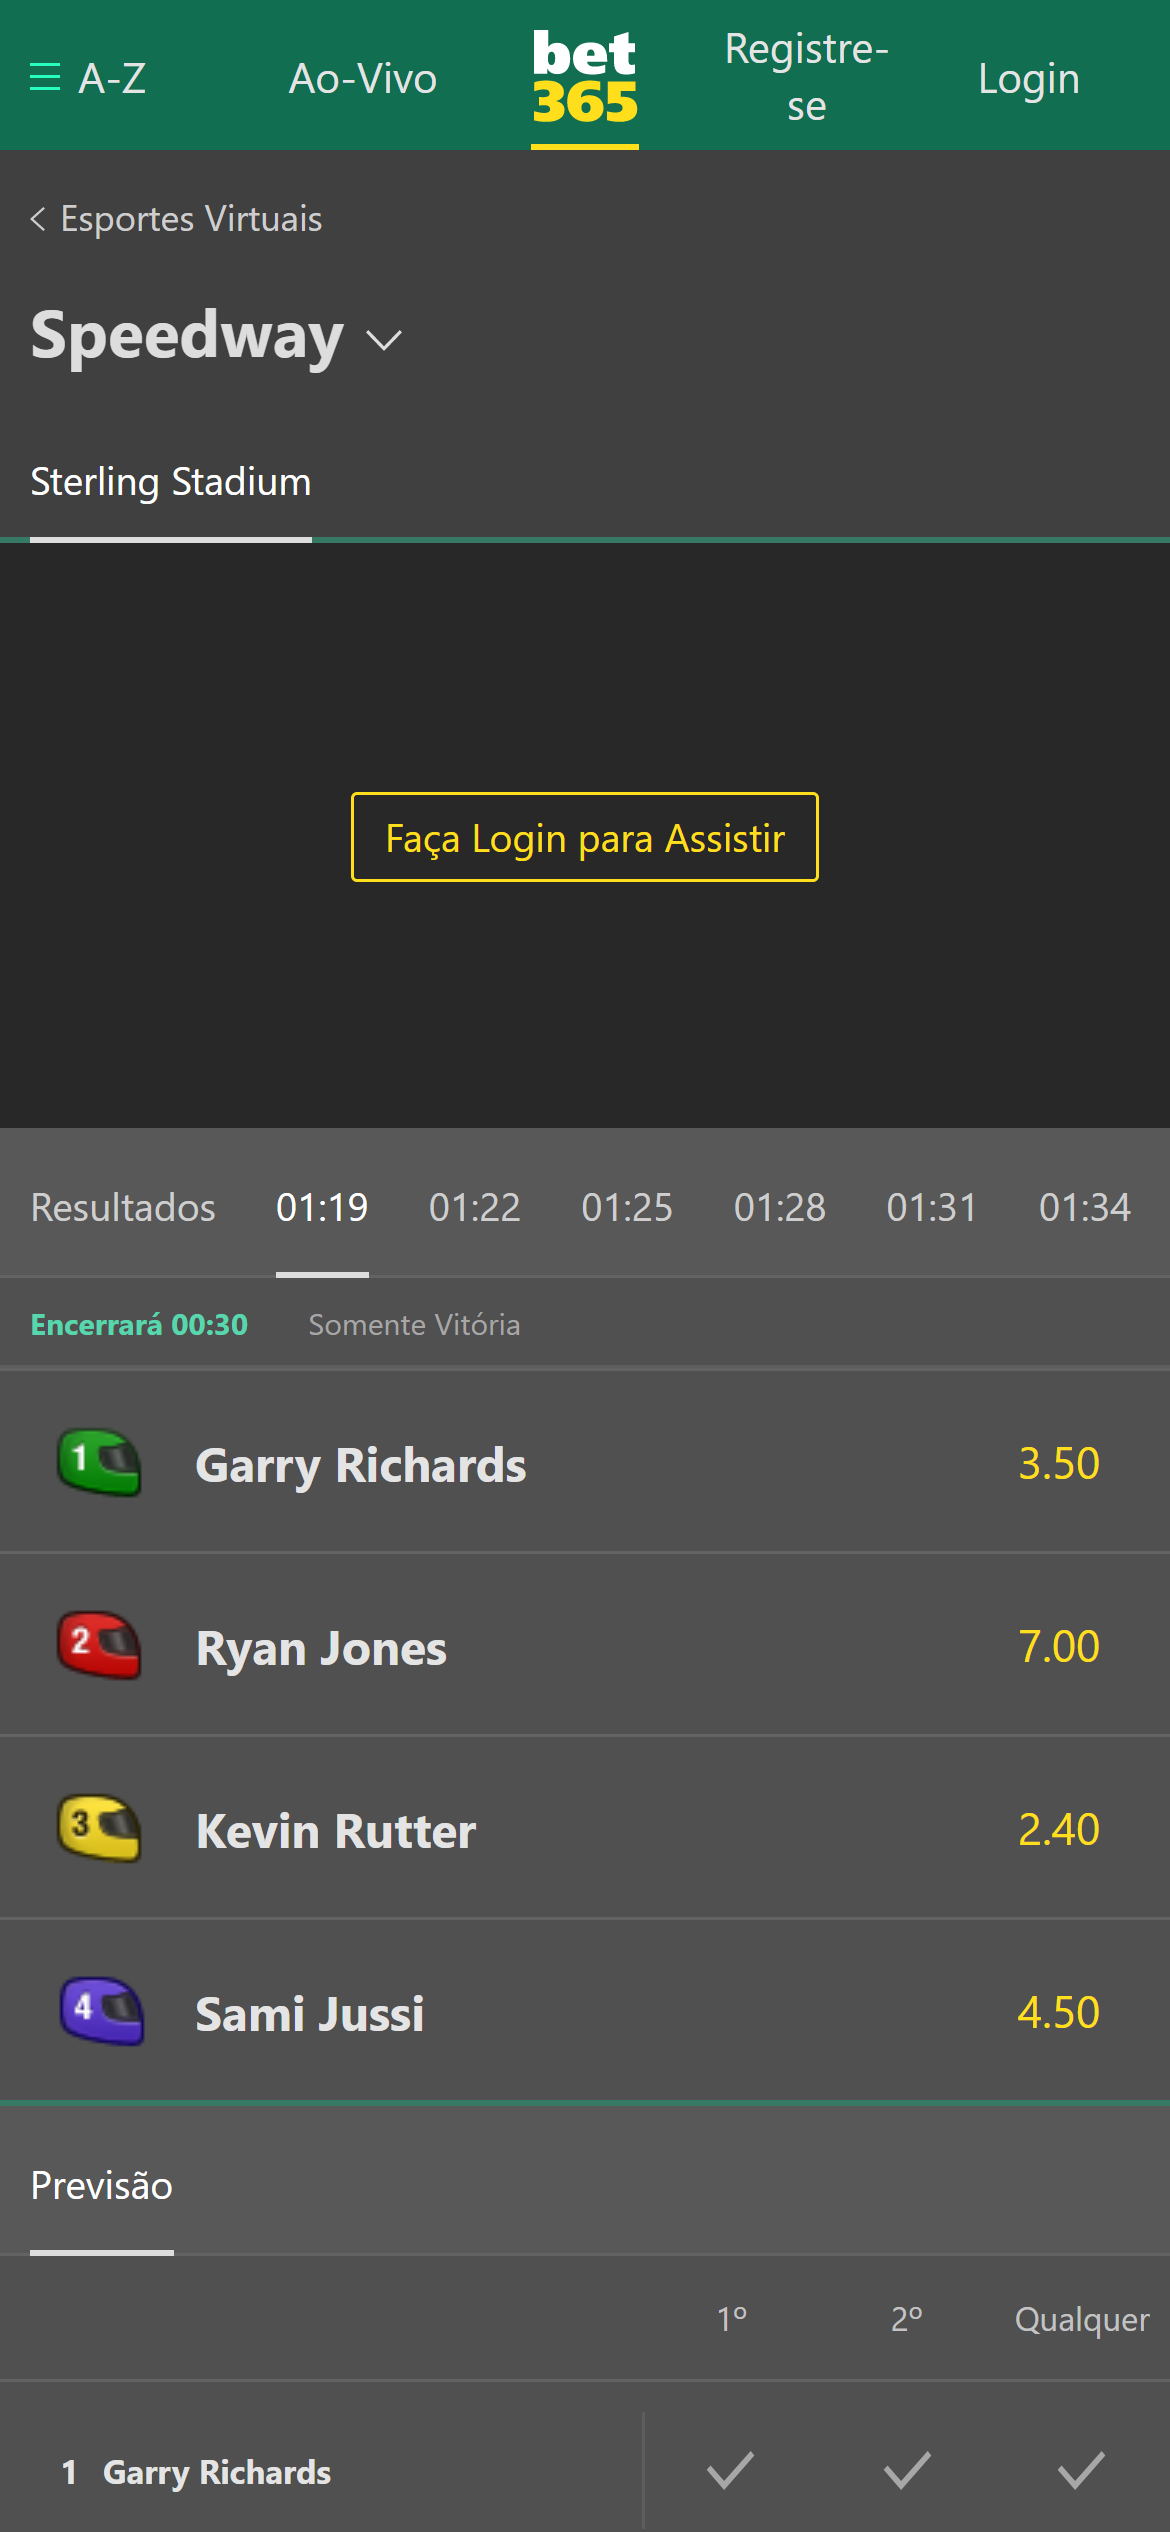 A-Z
Ao-Vivo
bet
365
Registre-
se
Login
Esportes Virtuais
Speedway
Sterling Stadium
Faça Login para Assistir
Resultados 01:19 01:22 01:25 01:28 01:31 01:34
Encerrará 00:30 Somente Vitória
1 Garry Richards 3.50
2 Ryan Jones 7.00
3 Kevin Rutter 2.40
4 Sami Jussi 4.50
Previsão
1º 2º Qualquer
1 Garry Richards